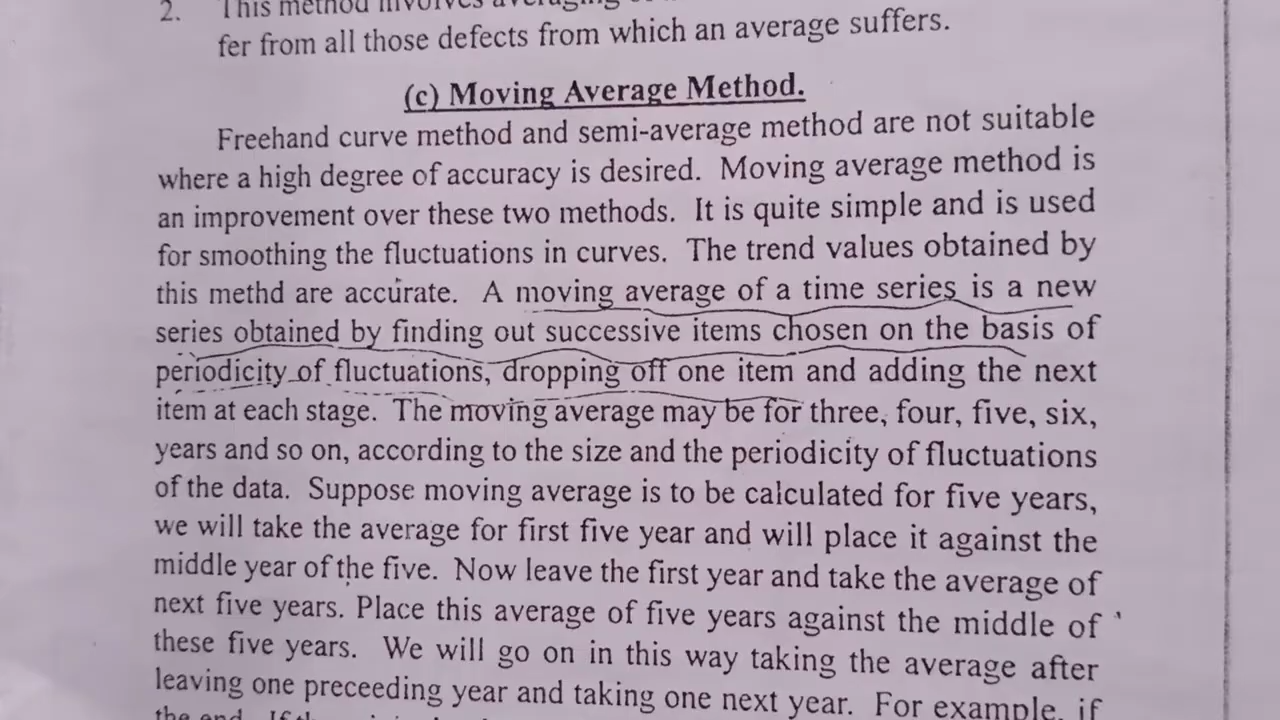 2. This method involves averaging
fer from all those defects from which an average suffers.
(c) Moving Average Method.
Freehand curve method and semi-average method are not suitable
where a high degree of accuracy is desired. Moving average method is
an improvement over these two methods. It is quite simple and is used
for smoothing the fluctuations in curves. The trend values obtained by
this methd are accurate. A moving average of a time series is a new
series obtained by finding out successive items chosen on the basis of
periodicity of fluctuations, dropping off one item and adding the next
item at each stage. The moving average may be for three, four, five, six,
years and so on, according to the size and the periodicity of fluctuations
of the data. Suppose moving average is to be calculated for five years,
we will take the average for first five year and will place it against the
middle year of the five. Now leave the first year and take the average of
next five years. Place this average of five years against the middle of
these five years. We will go on in this way taking the average after
leaving one preceeding year and taking one next year. For example, if
the end. If